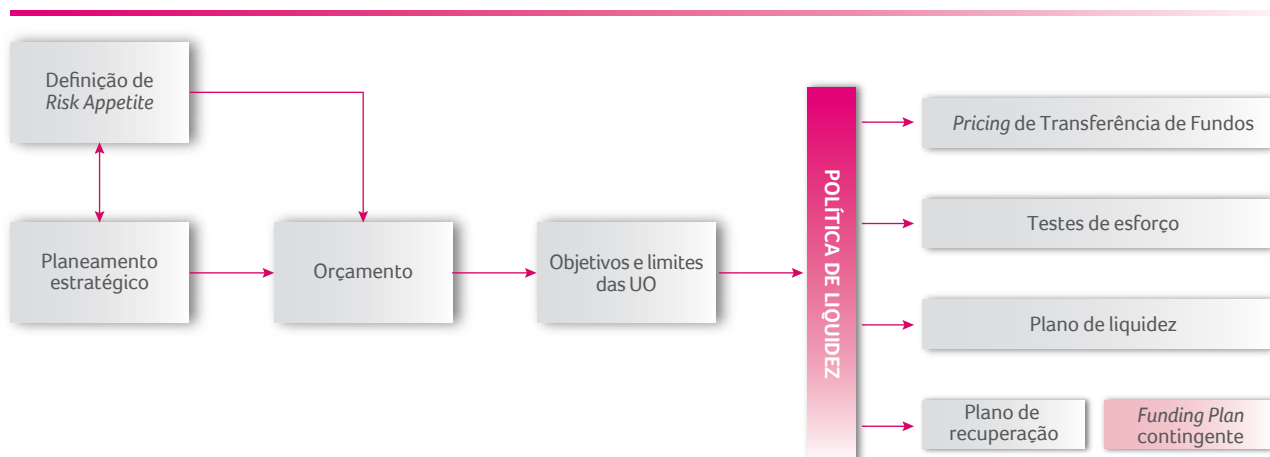 Definição de
Risk Appetite
Planeamento
estratégico
Orçamento
Objetivos e limites
das UO
POLÍTICA DE LIQUIDEZ
Pricing de Transferência de Fundos
Testes de esforço
Plano de liquidez
Plano de
recuperação
Funding Plan
contingente